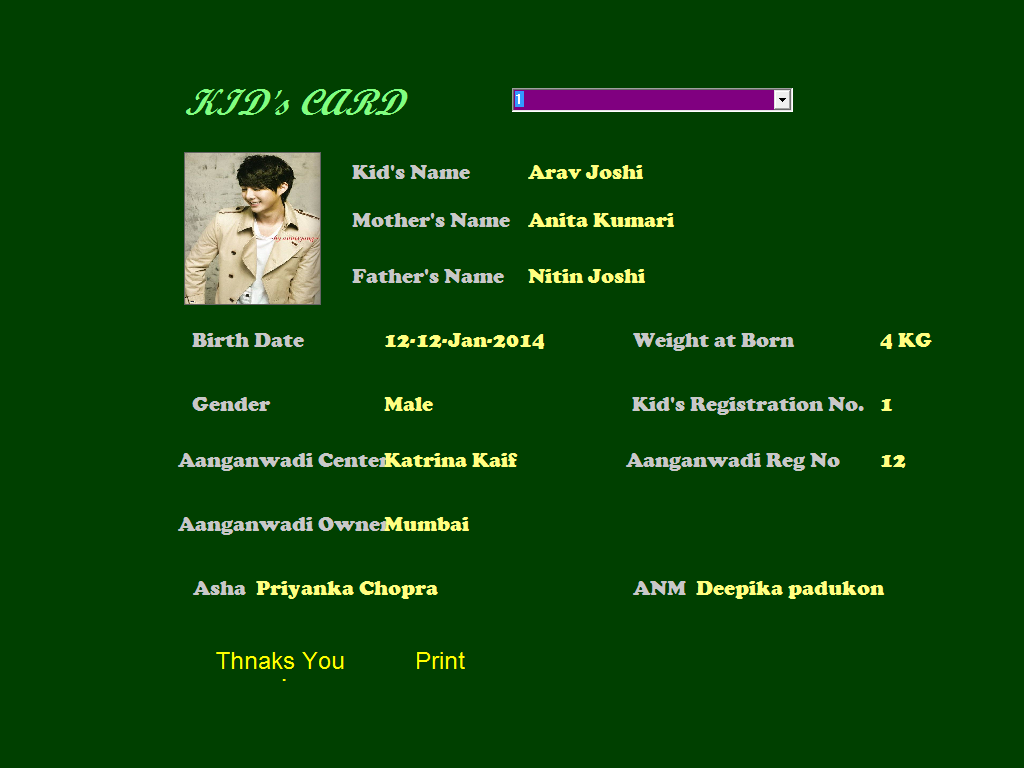 KID's CARD 1
Kid's Name Arav Joshi
Mother's Name Anita Kumari
Father's Name Nitin Joshi
Birth Date 12-12-Jan-2014 Weight at Born 4 KG
Gender Male Kid's Registration No. 1
Aanganwadi Center Katrina Kaif Aanganwadi Reg No 12
Aanganwadi Owner Mumbai
Asha Priyanka Chopra ANM Deepika padukon
Thnaks You Print